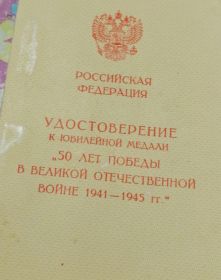 РОССИЙСКАЯ
ФЕДЕРАЦИЯ
УДОСТОВЕРЕНИЕ
К ЮБИЛЕЙНОЙ МЕДАЛИ
„50 ЛЕТ ПОБЕДЫ
В ВЕЛИКОЙ ОТЕЧЕСТВЕННОЙ
ВОЙНЕ 1941—1945 гг.“